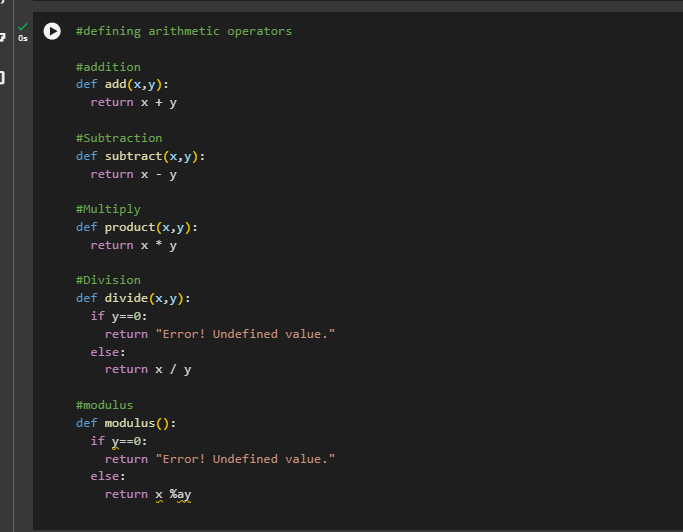 0s
#defining arithmetic operators
#addition
def add(x,y):
  return x + y
#Subtraction
def subtract(x,y):
  return x - y
#Multiply
def product(x,y):
  return x * y
#Division
def divide(x,y):
  if y==0:
    return "Error! Undefined value."
  else:
    return x / y
#modulus
def modulus():
  if y==0:
    return "Error! Undefined value."
  else:
    return x %ay